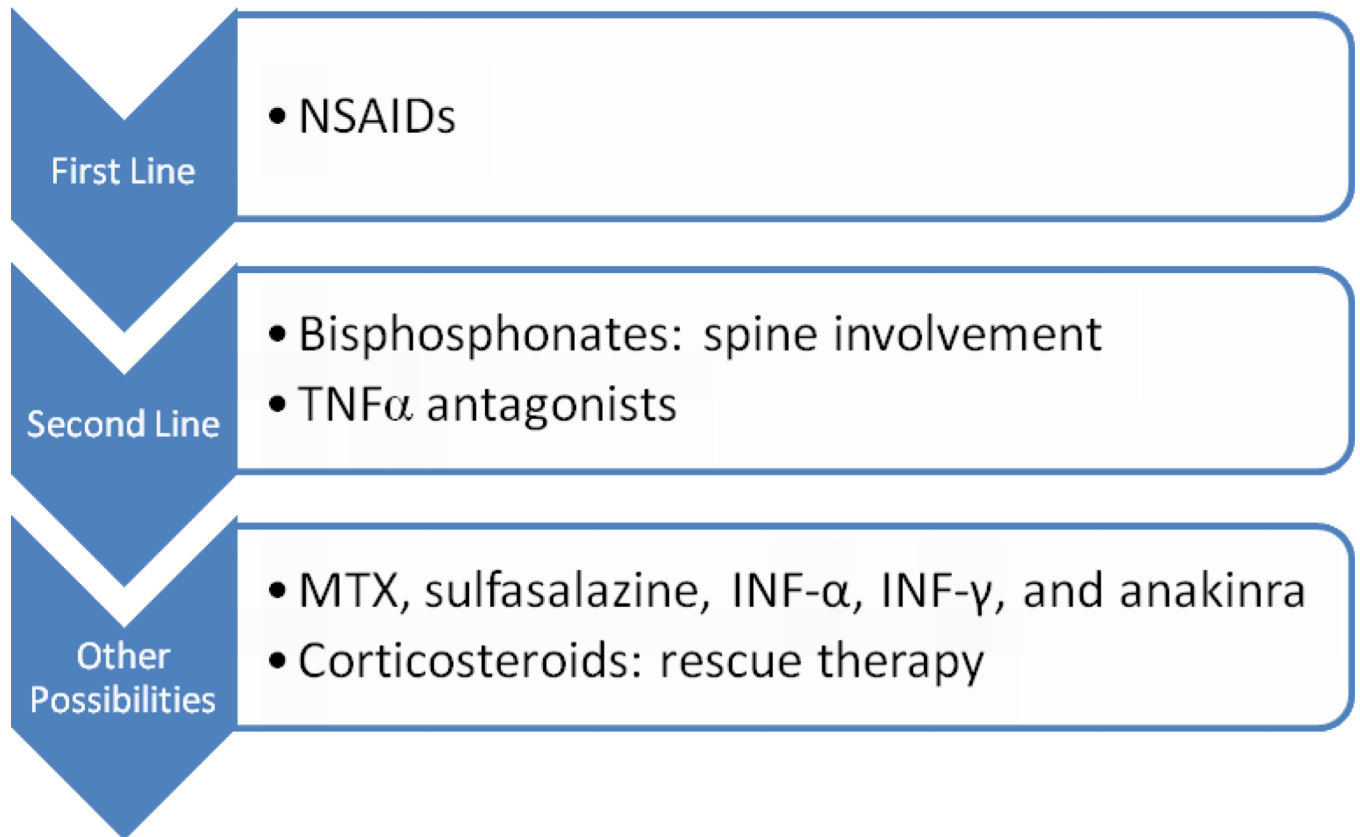 First Line
• NSAIDs
Second Line
• Bisphosphonates: spine involvement
• TNFα antagonists
Other
Possibilities
• MTX, sulfasalazine, INF-α, INF-γ, and anakinra
• Corticosteroids: rescue therapy